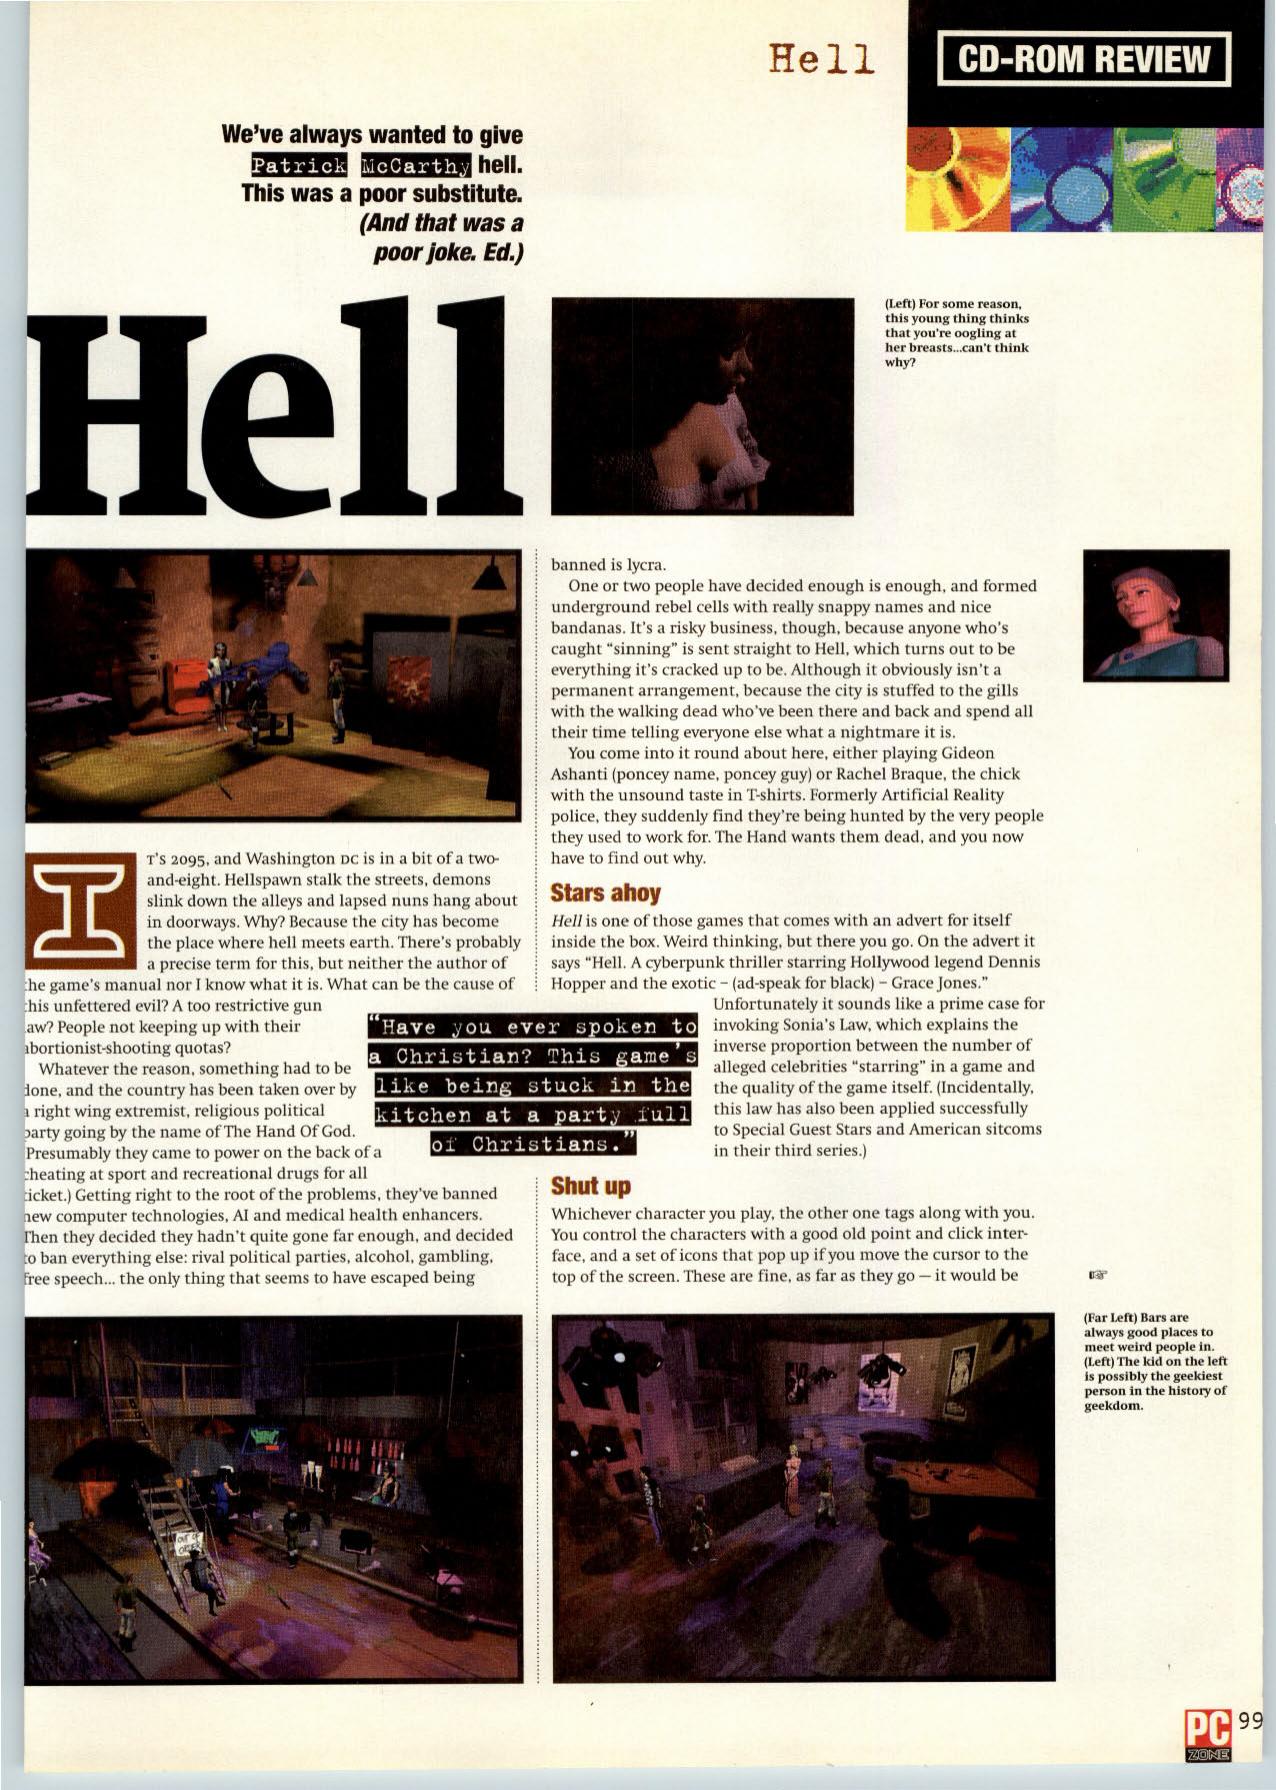 Hell
CD-ROM REVIEW
We've always wanted to give
Patrick McCarthy hell.
This was a poor substitute.
(And that was a
poor joke. Ed.)
Hell
(Left) For some reason,
this young thing thinks
that you're oogling at
her breasts...can't think
why?
I
T'S 2095, and Washington DC is in a bit of a two-
and-eight. Hellspawn stalk the streets, demons
slink down the alleys and lapsed nuns hang about
in doorways. Why? Because the city has become
the place where hell meets earth. There's probably
a precise term for this, but neither the author of
the game's manual nor I know what it is. What can be the cause of
this unfettered evil? A too restrictive gun
law? People not keeping up with their
abortionist-shooting quotas?
Whatever the reason, something had to be
done, and the country has been taken over by
a right wing extremist, religious political
party going by the name of The Hand Of God.
(Presumably they came to power on the back of a
cheating at sport and recreational drugs for all
ticket.) Getting right to the root of the problems, they've banned
new computer technologies, AI and medical health enhancers.
Then they decided they hadn't quite gone far enough, and decided
to ban everything else: rival political parties, alcohol, gambling,
free speech... the only thing that seems to have escaped being
banned is lycra.
One or two people have decided enough is enough, and formed
underground rebel cells with really snappy names and nice
bandanas. It's a risky business, though, because anyone who's
caught "sinning" is sent straight to Hell, which turns out to be
everything it's cracked up to be. Although it obviously isn't a
permanent arrangement, because the city is stuffed to the gills
with the walking dead who've been there and back and spend all
their time telling everyone else what a nightmare it is.
You come into it round about here, either playing Gideon
Ashanti (poncey name, poncey guy) or Rachel Braque, the chick
with the unsound taste in T-shirts. Formerly Artificial Reality
police, they suddenly find they're being hunted by the very people
they used to work for. The Hand wants them dead, and you now
have to find out why.
Stars ahoy
Hell is one of those games that comes with an advert for itself
inside the box. Weird thinking, but there you go. On the advert it
says "Hell. A cyberpunk thriller starring Hollywood legend Dennis
Hopper and the exotic – (ad-speak for black) – Grace Jones."
Unfortunately it sounds like a prime case for
invoking Sonia's Law, which explains the
inverse proportion between the number of
alleged celebrities "starring" in a game and
the quality of the game itself. (Incidentally,
this law has also been applied successfully
to Special Guest Stars and American sitcoms
in their third series.)
"Have you ever spoken to
a Christian? This game's
like being stuck in the
kitchen at a party full
of Christians."
Shut up
Whichever character you play, the other one tags along with you.
You control the characters with a good old point and click inter-
face, and a set of icons that pop up if you move the cursor to the
top of the screen. These are fine, as far as they go — it would be
☞
(Far Left) Bars are
always good places to
meet weird people in.
(Left) The kid on the left
is possibly the geekiest
person in the history of
geekdom.
OUT OF
ORDER
PC
ZONE
99